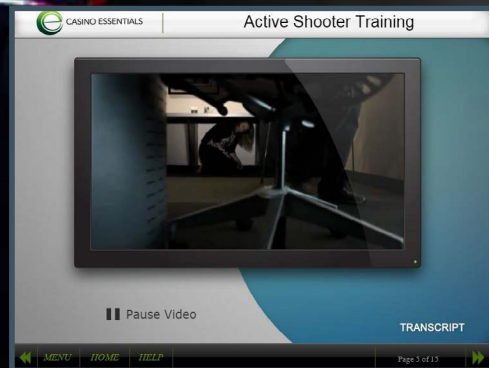 CASINO ESSENTIALS
Active Shooter Training
Pause Video
TRANSCRIPT
MENU HOME HELP
Page 5 of 15